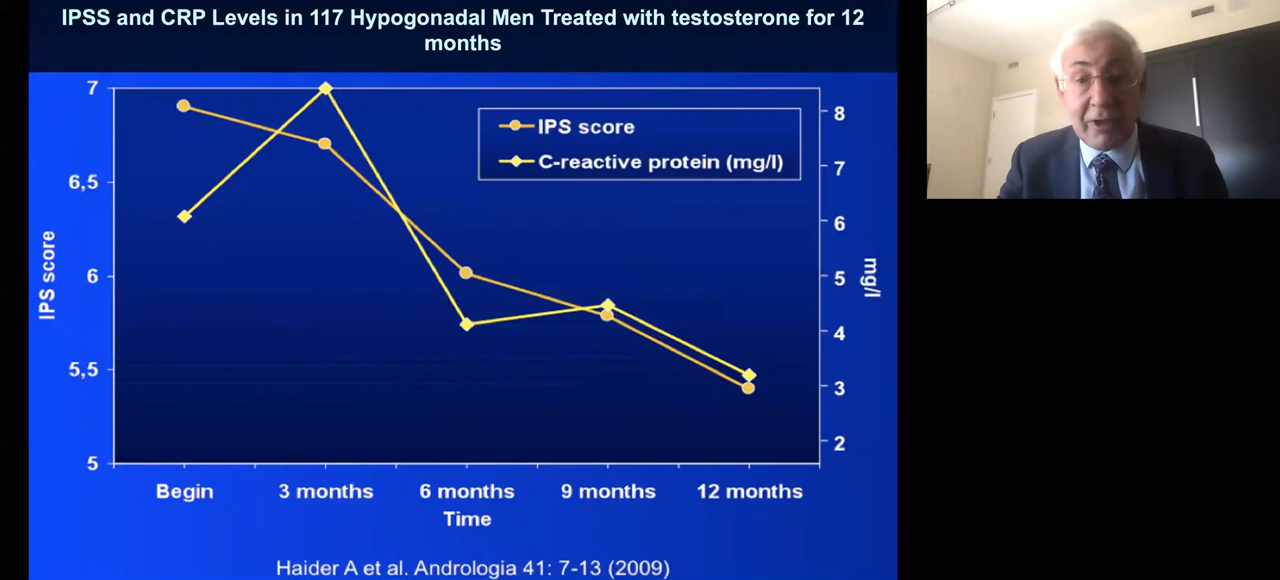 IPSS and CRP Levels in 117 Hypogonadal Men Treated with testosterone for 12
months
7
6,5
6
5,5
5
IPS score
IPS score
C-reactive protein (mg/l)
8
7
6
5
4
3
2
mg/l
Begin
3 months
6 months
9 months
12 months
Time
Haider A et al. Andrologia 41: 7-13 (2009)